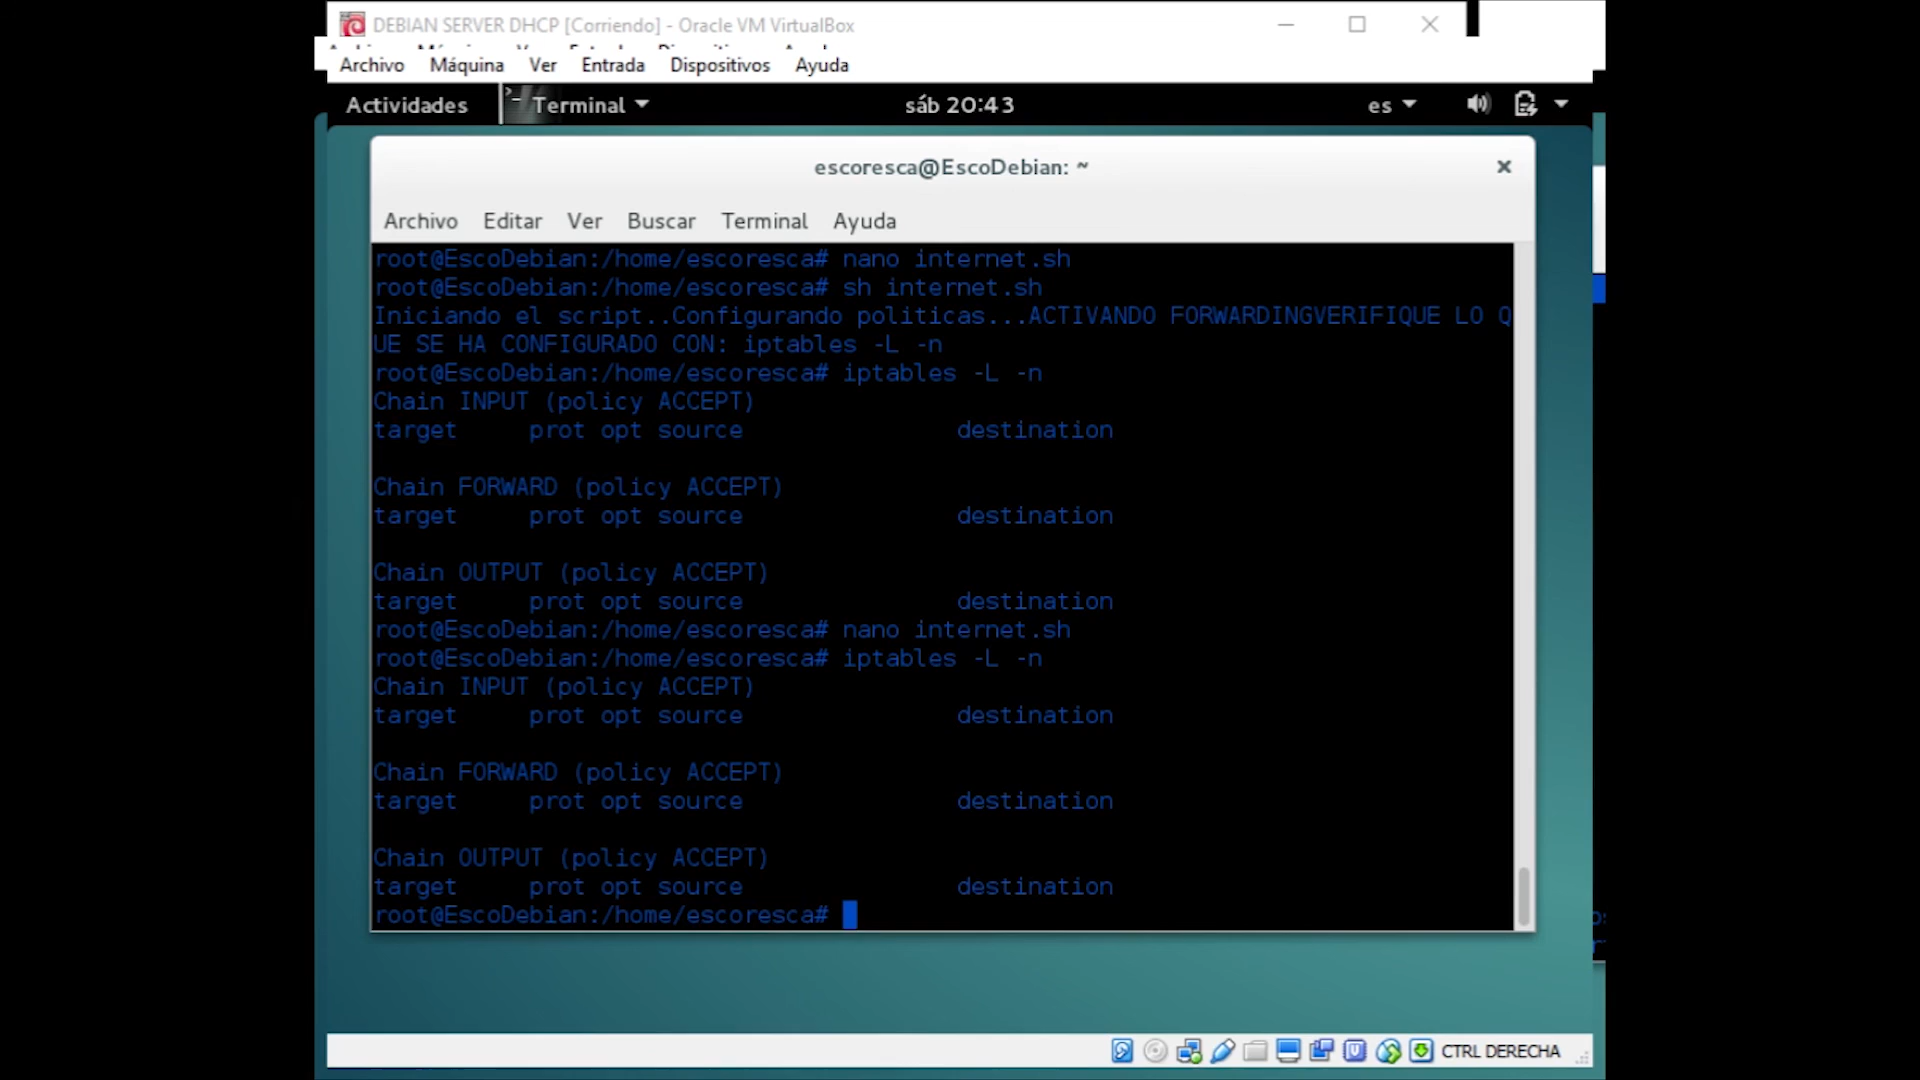 DEBIAN SERVER DHCP [Corriendo] - Oracle VM VirtualBox
Archivo Máquina Ver Entrada Dispositivos Ayuda
Actividades Terminal sáb 20:43 es
escoresca@EscoDebian: ~
Archivo Editar Ver Buscar Terminal Ayuda
root@EscoDebian:/home/escoresca# nano internet.sh
root@EscoDebian:/home/escoresca# sh internet.sh
Iniciando el script..Configurando politicas...ACTIVANDO FORWARDINGVERIFIQUE LO Q
UE SE HA CONFIGURADO CON: iptables -L -n
root@EscoDebian:/home/escoresca# iptables -L -n
Chain INPUT (policy ACCEPT)
target prot opt source destination
Chain FORWARD (policy ACCEPT)
target prot opt source destination
Chain OUTPUT (policy ACCEPT)
target prot opt source destination
root@EscoDebian:/home/escoresca# nano internet.sh
root@EscoDebian:/home/escoresca# iptables -L -n
Chain INPUT (policy ACCEPT)
target prot opt source destination
Chain FORWARD (policy ACCEPT)
target prot opt source destination
Chain OUTPUT (policy ACCEPT)
target prot opt source destination
root@EscoDebian:/home/escoresca#
CTRL DERECHA